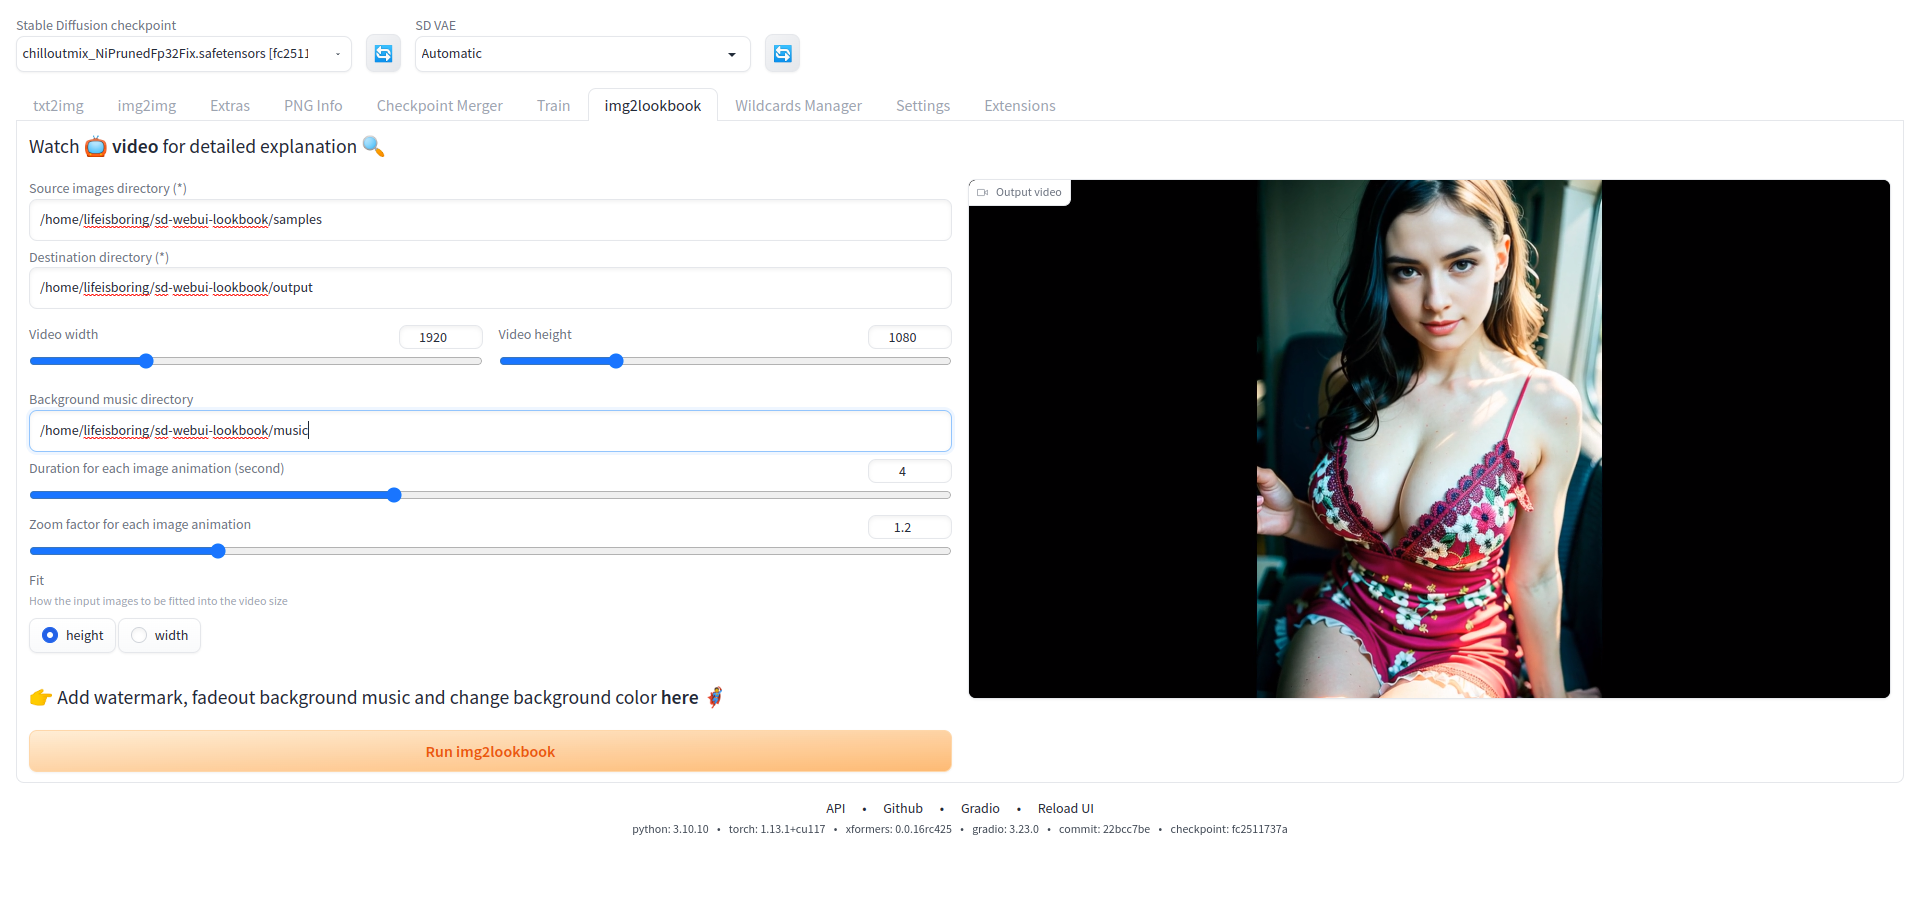 Stable Diffusion checkpoint
SD VAE
chilloutmix_NiPrunedFp32Fix.safetensors [fc251
Automatic
txt2img
img2img
Extras
PNG Info
Checkpoint Merger
Train
img2lookbook
Wildcards Manager
Settings
Extensions
Watch 📺 video for detailed explanation 🔍
Source images directory (*)
/home/lifeisboring/sd-webui-lookbook/samples
Destination directory (*)
/home/lifeisboring/sd-webui-lookbook/output
Video width
1920
Video height
1080
Background music directory
/home/lifeisboring/sd-webui-lookbook/music
Duration for each image animation (second)
4
Zoom factor for each image animation
1.2
Fit
How the input images to be fitted into the video size
height
width
👉 Add watermark, fadeout background music and change background color here 🦸
Run img2lookbook
Output video
API • Github • Gradio • Reload UI
python: 3.10.10 • torch: 1.13.1+cu117 • xformers: 0.0.16rc425 • gradio: 3.23.0 • commit: 22bcc7be • checkpoint: fc2511737a